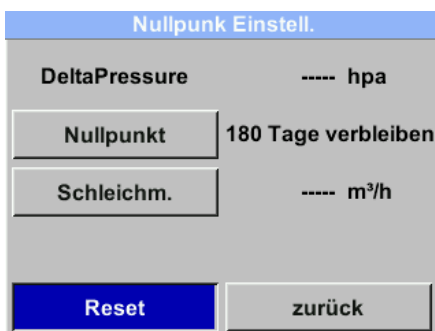 Nullpunk Einstell.
DeltaPressure ----- hpa
Nullpunkt 180 Tage verbleiben
Schleichm. ----- m³/h
Reset zurück